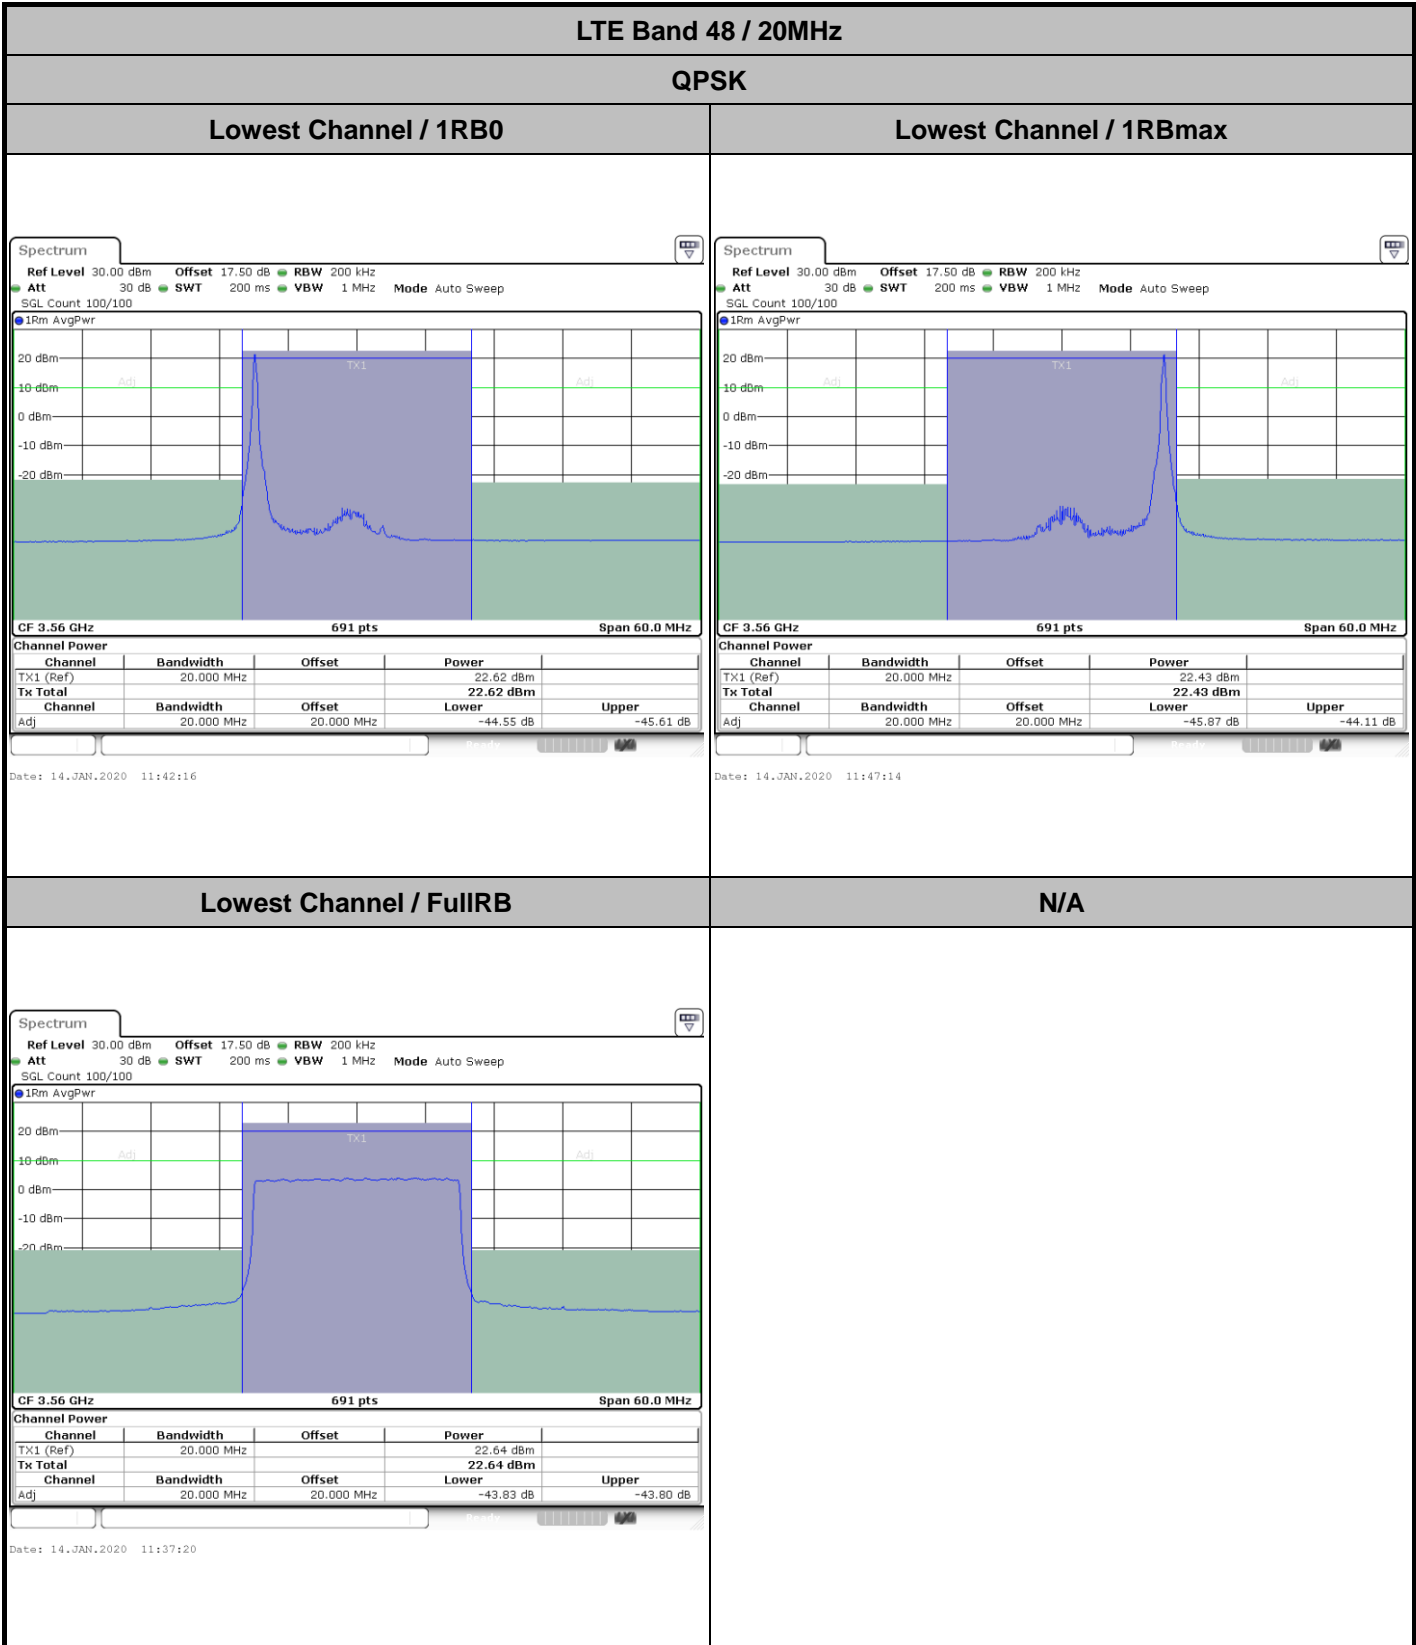 LTE Band 48 / 20MHz
QPSK
Lowest Channel / 1RB0
Lowest Channel / 1RBmax
Spectrum
Ref Level 30.00 dBm Offset 17.50 dB RBW 200 kHz
Att 30 dB SWT 200 ms VBW 1 MHz Mode Auto Sweep
SGL Count 100/100
1Rm AvgPwr
20 dBm
TX1
10 dBm
Adj
Adj
0 dBm
-10 dBm
-20 dBm
CF 3.56 GHz 691 pts Span 60.0 MHz
Channel Power
Channel Bandwidth Offset Power
TX1 (Ref) 20.000 MHz 22.62 dBm
Tx Total 22.62 dBm
Channel Bandwidth Offset Lower Upper
Adj 20.000 MHz 20.000 MHz -44.55 dB -45.61 dB
Ready
Date: 14.JAN.2020 11:42:16
Spectrum
Ref Level 30.00 dBm Offset 17.50 dB RBW 200 kHz
Att 30 dB SWT 200 ms VBW 1 MHz Mode Auto Sweep
SGL Count 100/100
1Rm AvgPwr
20 dBm
TX1
10 dBm
Adj
Adj
0 dBm
-10 dBm
-20 dBm
CF 3.56 GHz 691 pts Span 60.0 MHz
Channel Power
Channel Bandwidth Offset Power
TX1 (Ref) 20.000 MHz 22.43 dBm
Tx Total 22.43 dBm
Channel Bandwidth Offset Lower Upper
Adj 20.000 MHz 20.000 MHz -45.87 dB -44.11 dB
Ready
Date: 14.JAN.2020 11:47:14
Lowest Channel / FullRB
N/A
Spectrum
Ref Level 30.00 dBm Offset 17.50 dB RBW 200 kHz
Att 30 dB SWT 200 ms VBW 1 MHz Mode Auto Sweep
SGL Count 100/100
1Rm AvgPwr
20 dBm
TX1
10 dBm
Adj
Adj
0 dBm
-10 dBm
-20 dBm
CF 3.56 GHz 691 pts Span 60.0 MHz
Channel Power
Channel Bandwidth Offset Power
TX1 (Ref) 20.000 MHz 22.64 dBm
Tx Total 22.64 dBm
Channel Bandwidth Offset Lower Upper
Adj 20.000 MHz 20.000 MHz -43.83 dB -43.80 dB
Ready
Date: 14.JAN.2020 11:37:20